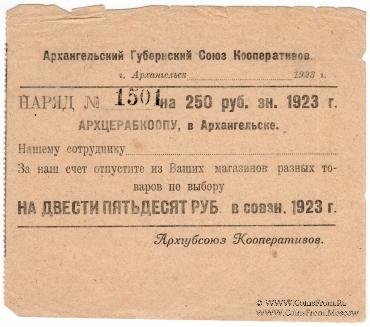 Архангельский Губернский Союз Кооперативов.
г. Архангельск 1923 г.
НАРЯД № 1501 на 250 руб. зн. 1923 г.
АРХЦЕРАБКООПУ, в Архангельске.
Нашему сотруднику
За наш счет отпустите из Ваших магазинов разных то-
варов по выбору
НА ДВЕСТИ ПЯТЬДЕСЯТ РУБ. в совзн. 1923 г.
Архгубсоюз Кооперативов.
© www.CoinsFrom.Ru
CoinsFrom.Moscow